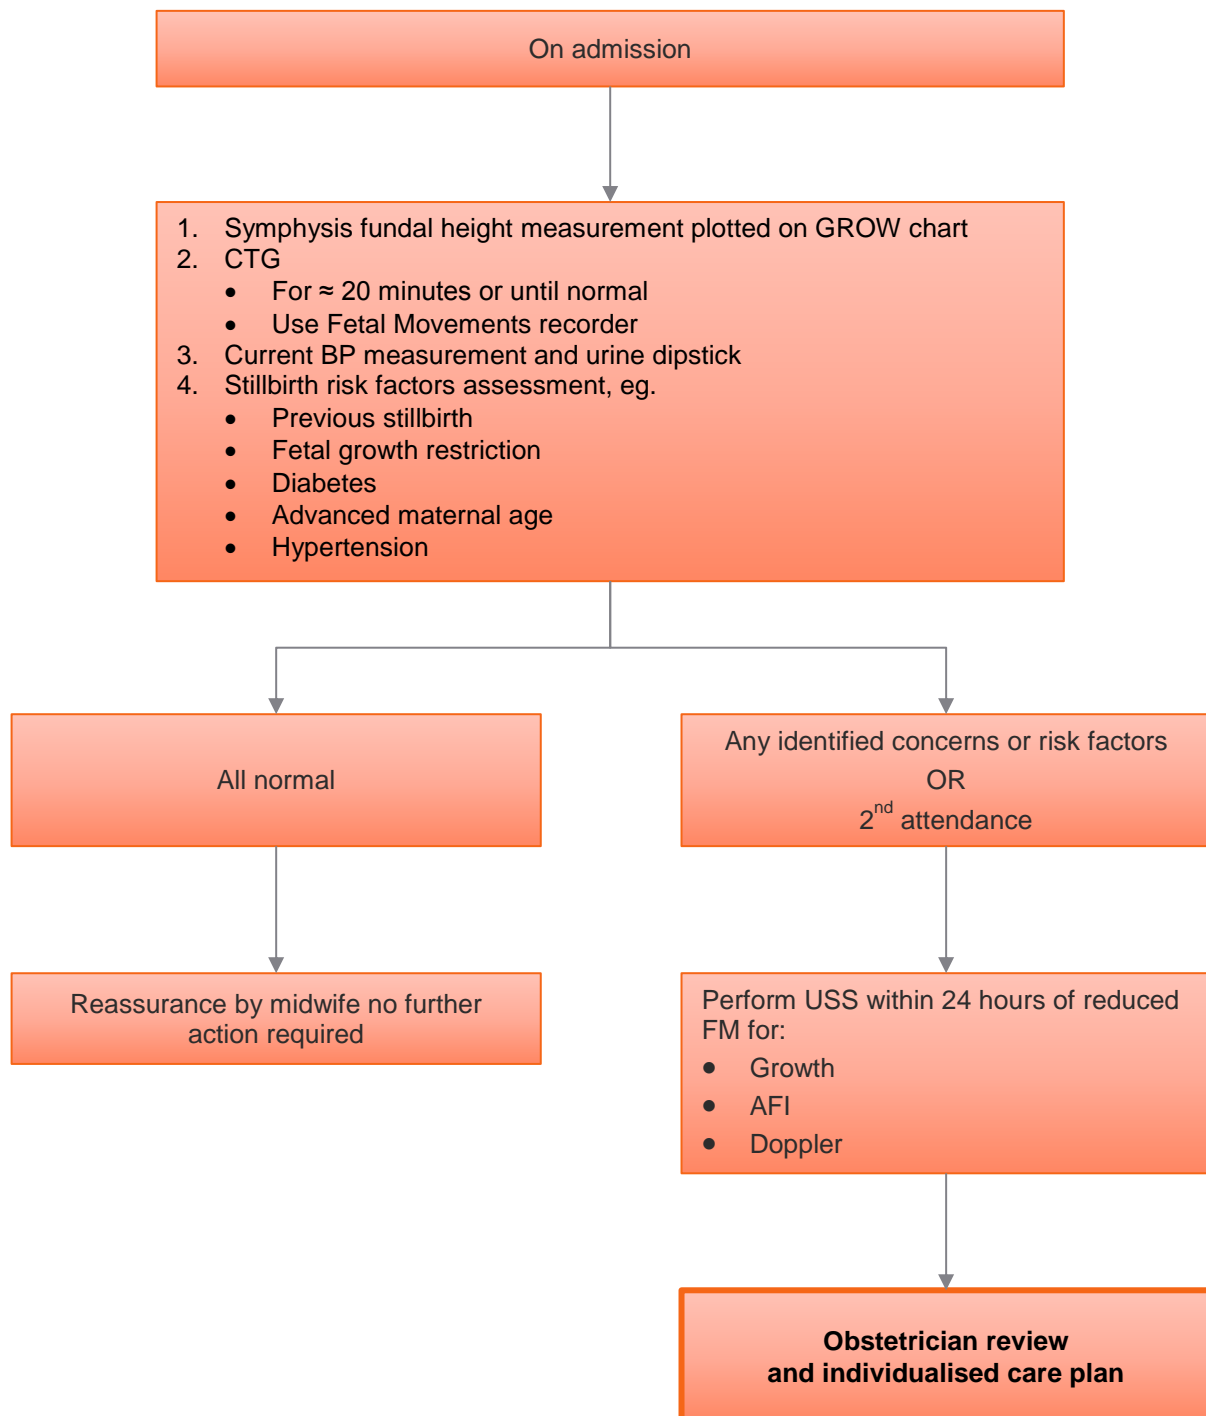 On admission
1. Symphysis fundal height measurement plotted on GROW chart
2. CTG
• For ≈ 20 minutes or until normal
• Use Fetal Movements recorder
3. Current BP measurement and urine dipstick
4. Stillbirth risk factors assessment, eg.
• Previous stillbirth
• Fetal growth restriction
• Diabetes
• Advanced maternal age
• Hypertension
All normal
Any identified concerns or risk factors
OR
2nd attendance
Reassurance by midwife no further
action required
Perform USS within 24 hours of reduced
FM for:
• Growth
• AFI
• Doppler
Obstetrician review
and individualised care plan